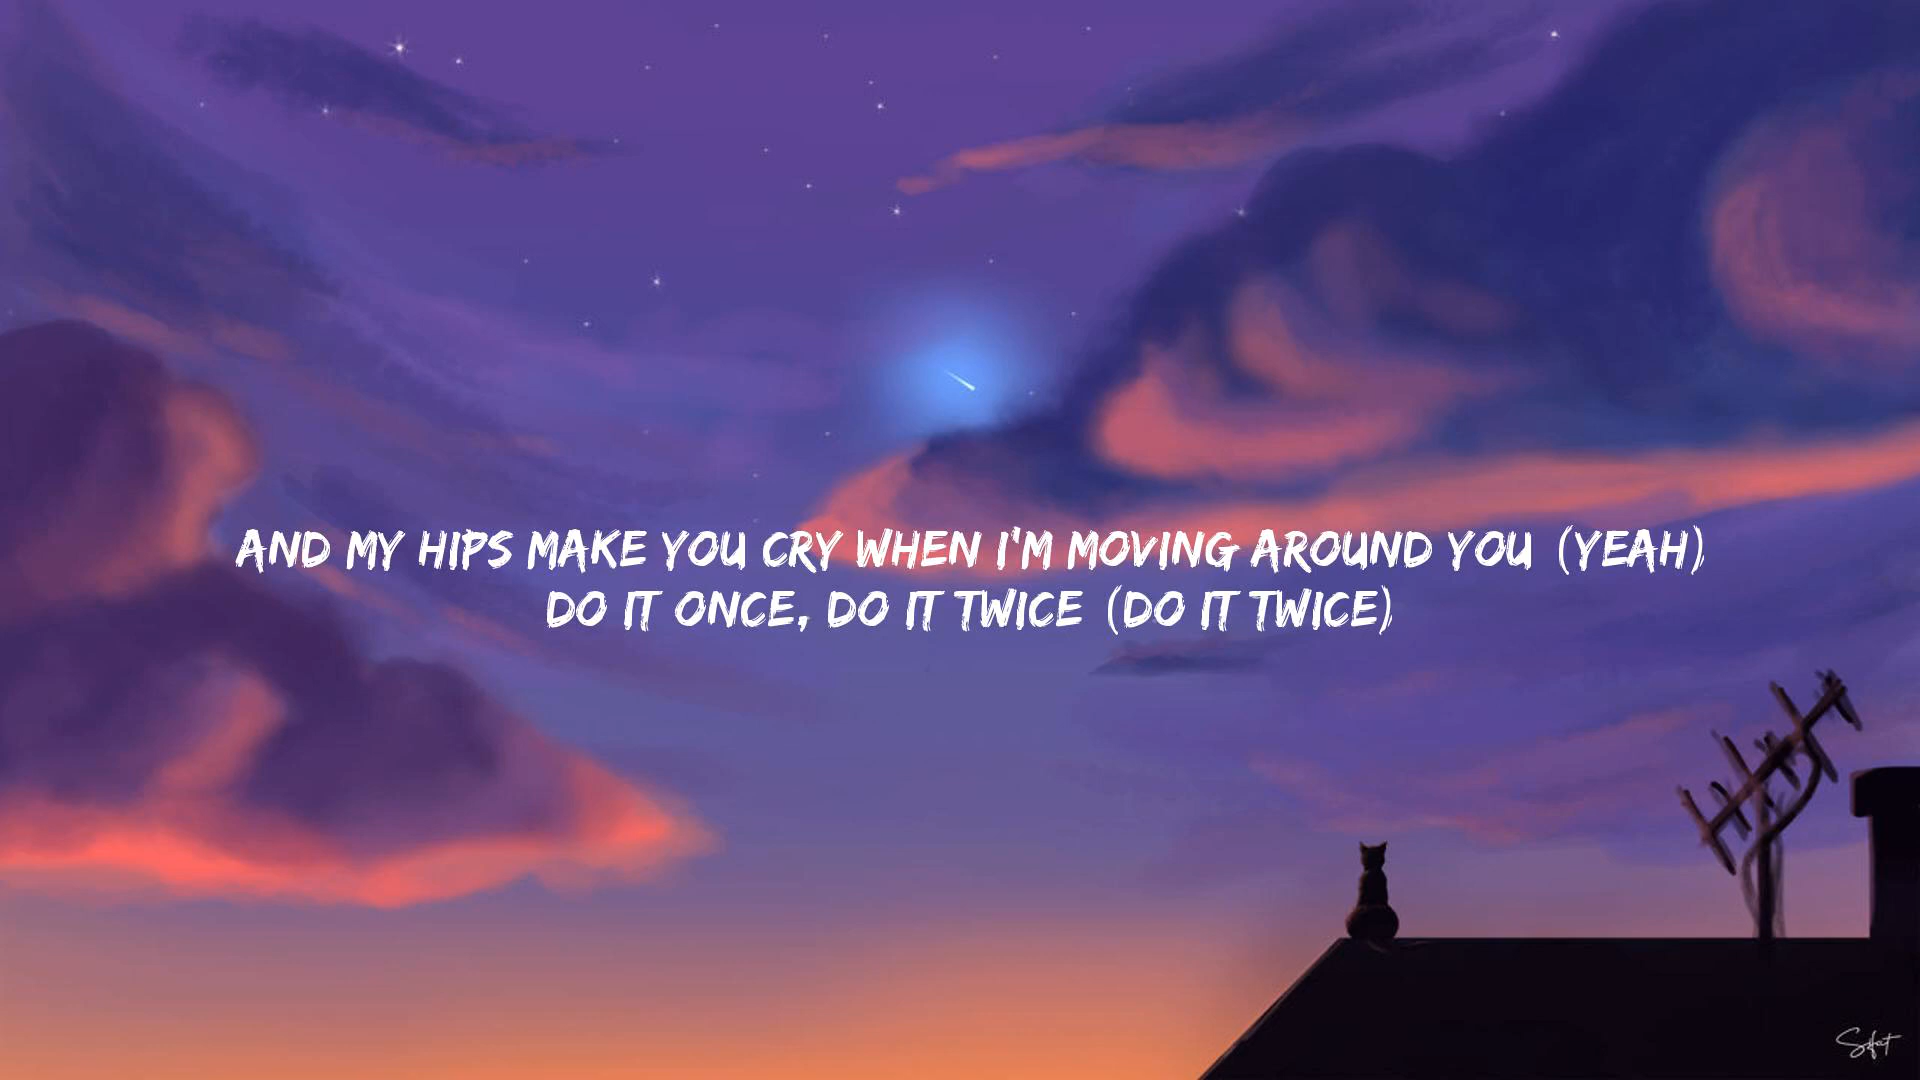 AND MY HIPS MAKE YOU CRY WHEN I'M MOVING AROUND YOU (YEAH)
DO IT ONCE, DO IT TWICE (DO IT TWICE)